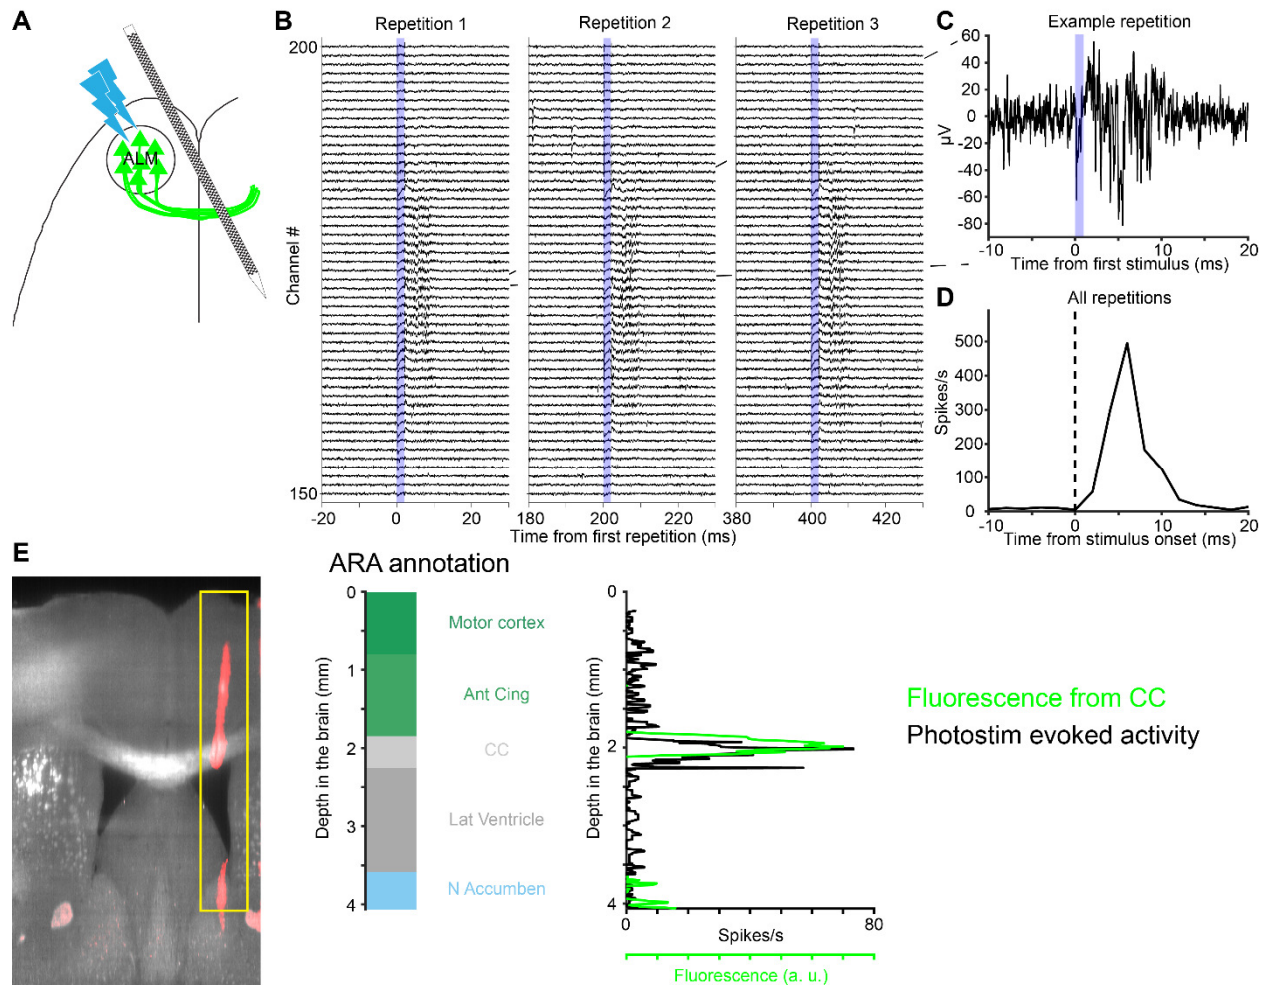 A
ALM
B
Repetition 1
Repetition 2
Repetition 3
200
Channel #
150
-20 0 20
180 200 220
380 400 420
Time from first repetition (ms)
C
Example repetition
60
40
20
0
-20
-40
-60
-80
µV
-10 0 10 20
Time from first stimulus (ms)
D
All repetitions
500
400
300
200
100
0
Spikes/s
-10 0 10 20
Time from stimulus onset (ms)
E
ARA annotation
Depth in the brain (mm)
0
1
2
3
4
Motor cortex
Ant Cing
CC
Lat Ventricle
N Accumben
Depth in the brain (mm)
0
2
4
0 80
Spikes/s
Fluorescence (a. u.)
Fluorescence from CC
Photostim evoked activity